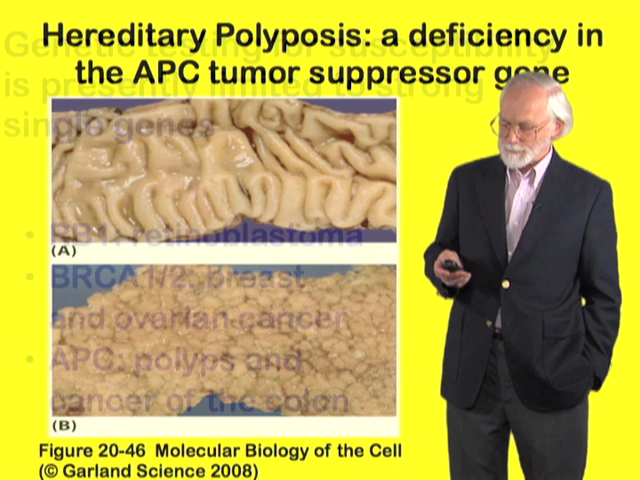 Hereditary Polyposis: a deficiency in
the APC tumor suppressor gene
Genetic testing for susceptibility
is presently limited to strong
single genes
(A)
• RB1: retinoblastoma
• BRCA1/2: breast
and ovarian cancer
• APC: polyps and
cancer of the colon
(B)
Figure 20-46 Molecular Biology of the Cell
(© Garland Science 2008)